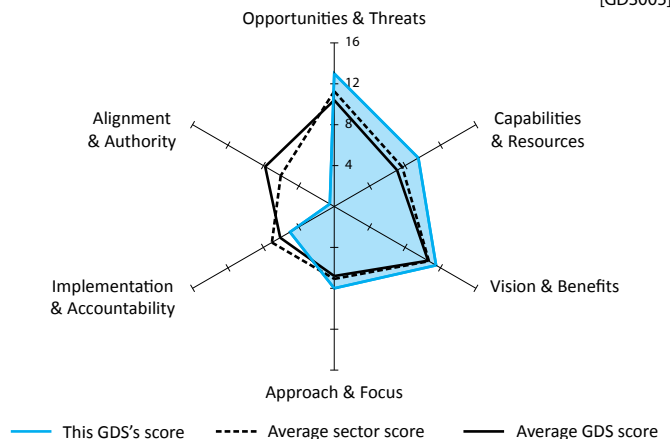 Opportunities & Threats
16
12
8
4
Capabilities
& Resources
Vision & Benefits
Approach & Focus
Implementation
& Accountability
Alignment
& Authority
This GDS's score
Average sector score
Average GDS score